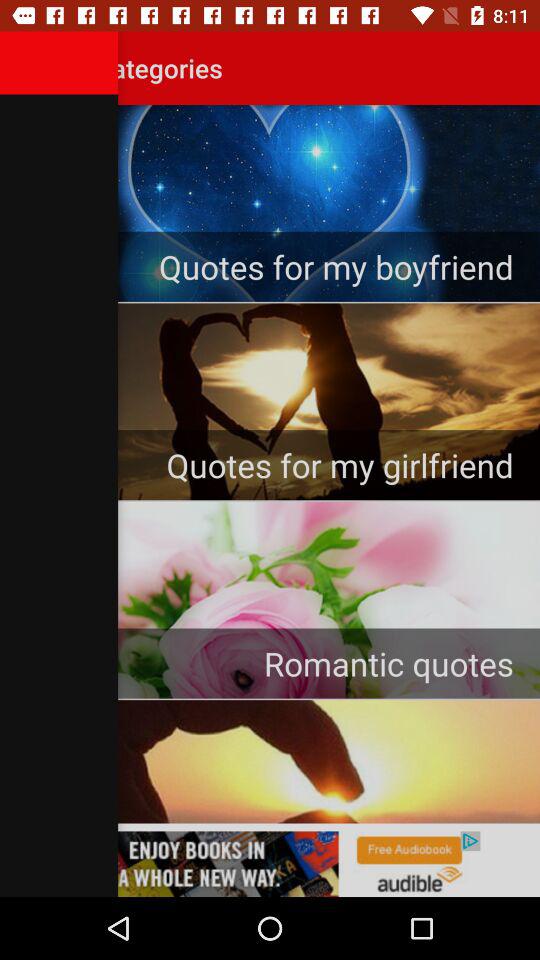 8:11
ategories
Quotes for my boyfriend
Quotes for my girlfriend
Romantic quotes
ENJOY BOOKS IN
A WHOLE NEW WAY.
Free Audiobook
audible